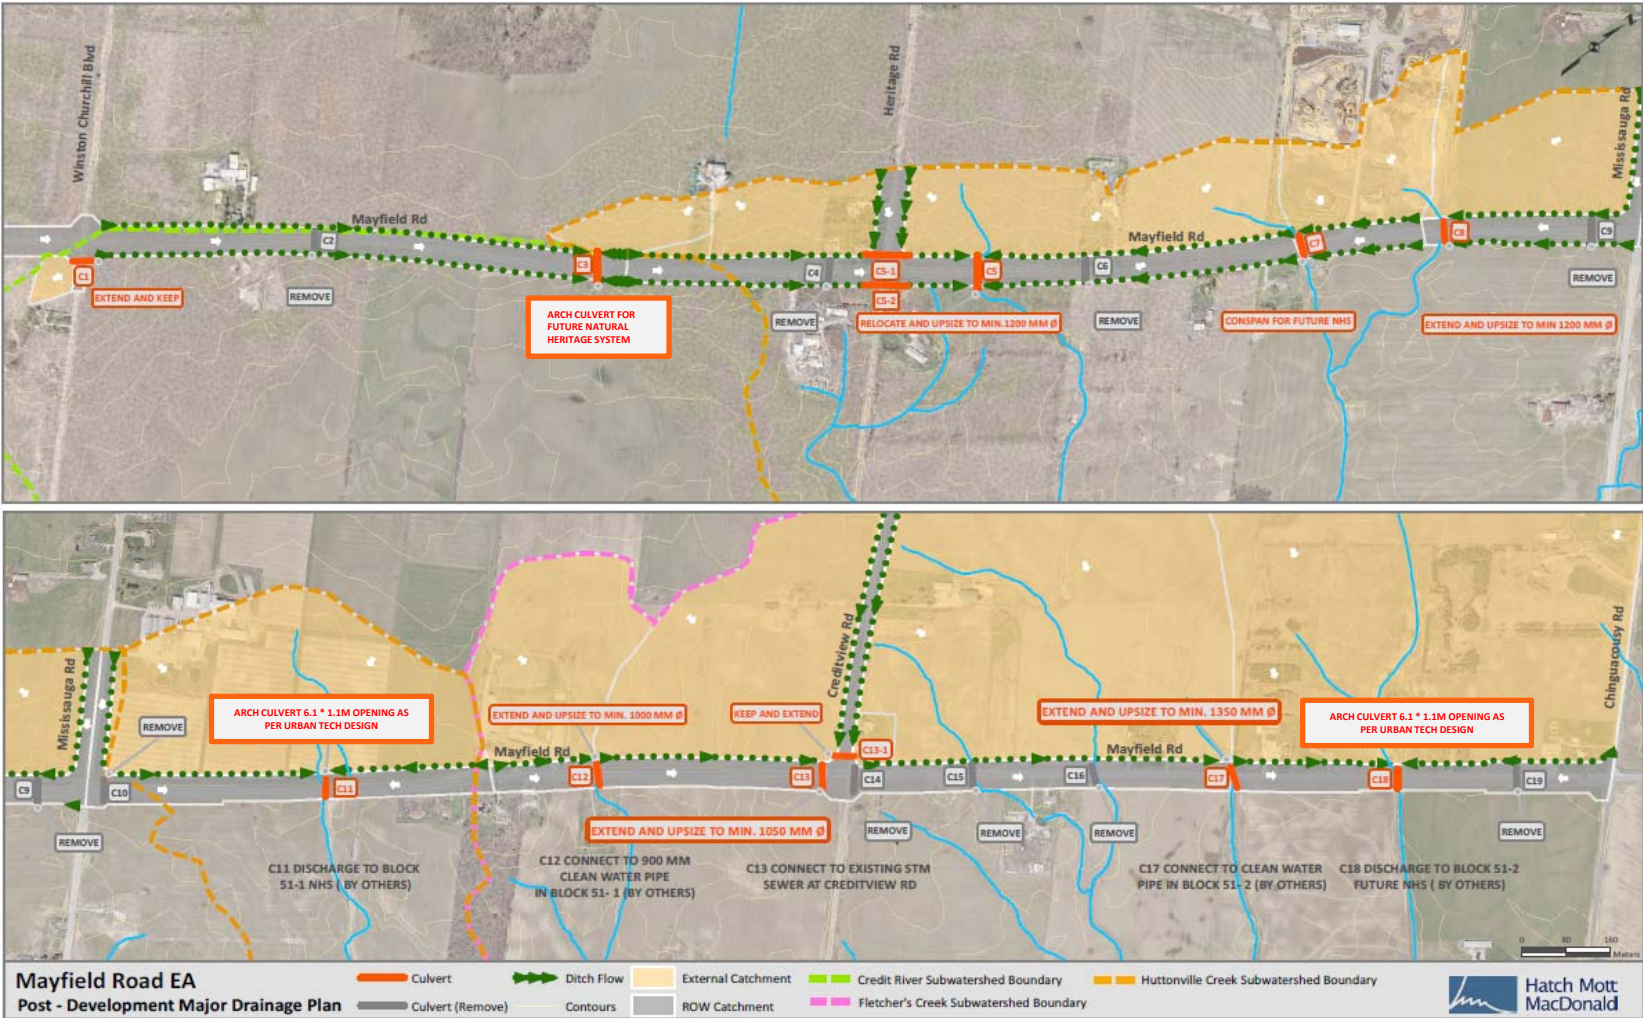 Winston Churchill Blvd
Heritage Rd
Mississauga Rd
Mayfield Rd
Mayfield Rd
C1
C2
C3
C4
C5-1
C5-2
C5
C6
C7
C8
C9
EXTEND AND KEEP
REMOVE
ARCH CULVERT FOR
FUTURE NATURAL
HERITAGE SYSTEM
REMOVE
RELOCATE AND UPSIZE TO MIN.1200 MM Ø
REMOVE
CONSPAN FOR FUTURE NHS
REMOVE
EXTEND AND UPSIZE TO MIN 1200 MM Ø
Mississauga Rd
Creditview Rd
Chinguacousy Rd
REMOVE
ARCH CULVERT 6.1 * 1.1M OPENING AS
PER URBAN TECH DESIGN
EXTEND AND UPSIZE TO MIN. 1000 MM Ø
KEEP AND EXTEND
EXTEND AND UPSIZE TO MIN. 1350 MM Ø
ARCH CULVERT 6.1 * 1.1M OPENING AS
PER URBAN TECH DESIGN
Mayfield Rd
Mayfield Rd
C9
C10
C11
C12
C13
C13-1
C14
C15
C16
C17
C18
C19
REMOVE
EXTEND AND UPSIZE TO MIN. 1050 MM Ø
REMOVE
REMOVE
REMOVE
REMOVE
C11 DISCHARGE TO BLOCK
51-1 NHS ( BY OTHERS)
C12 CONNECT TO 900 MM
CLEAN WATER PIPE
IN BLOCK 51- 1 (BY OTHERS)
C13 CONNECT TO EXISTING STM
SEWER AT CREDITVIEW RD
C17 CONNECT TO CLEAN WATER
PIPE IN BLOCK 51- 2 (BY OTHERS)
C18 DISCHARGE TO BLOCK 51-2
FUTURE NHS ( BY OTHERS)
0 80 160
Meters
Mayfield Road EA
Post - Development Major Drainage Plan
Culvert
Culvert (Remove)
Ditch Flow
Contours
External Catchment
ROW Catchment
Credit River Subwatershed Boundary
Fletcher's Creek Subwatershed Boundary
Huttonville Creek Subwatershed Boundary
Hatch Mott
MacDonald